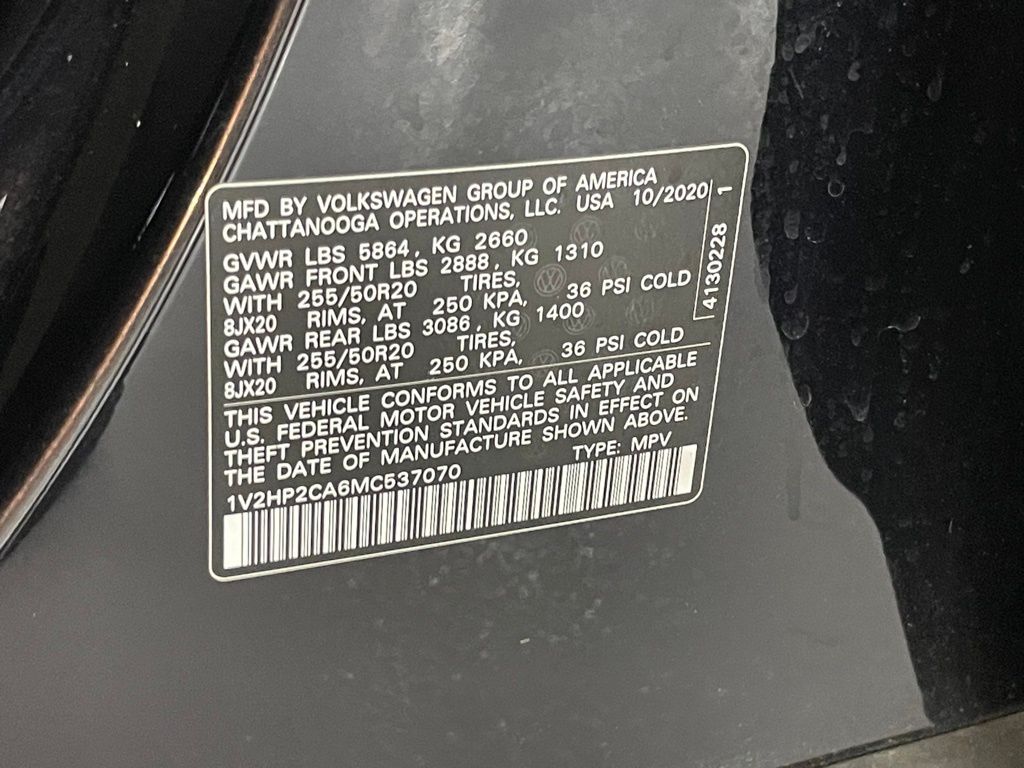 MFD BY VOLKSWAGEN GROUP OF AMERICA
CHATTANOOGA OPERATIONS, LLC. USA 10/2020
GVWR LBS 5864, KG 2660
GAWR FRONT LBS 2888, KG 1310
WITH 255/50R20 TIRES,
8JX20 RIMS, AT 250 KPA, 36 PSI COLD
GAWR REAR LBS 3086, KG 1400
WITH 255/50R20 TIRES,
8JX20 RIMS, AT 250 KPA, 36 PSI COLD
THIS VEHICLE CONFORMS TO ALL APPLICABLE
U.S. FEDERAL MOTOR VEHICLE SAFETY AND
THEFT PREVENTION STANDARDS IN EFFECT ON
THE DATE OF MANUFACTURE SHOWN ABOVE.
TYPE: MPV
1V2HP2CA6MC537070
4130228 1